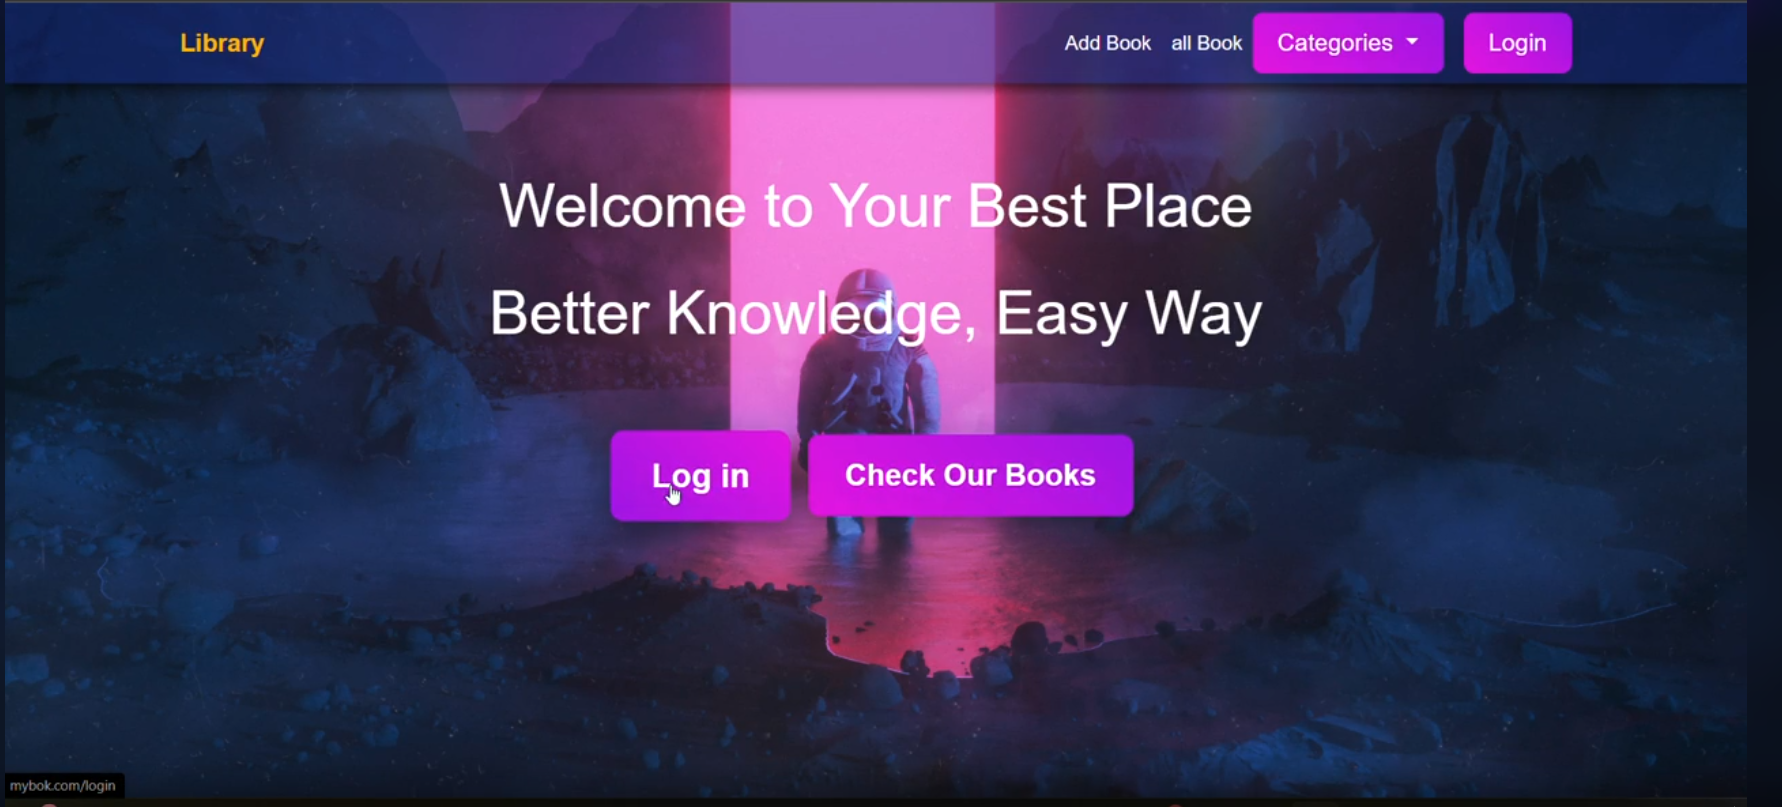 Library
Add Book all Book Categories Login
Welcome to Your Best Place
Better Knowledge, Easy Way
Log in Check Our Books
mybok.com/login